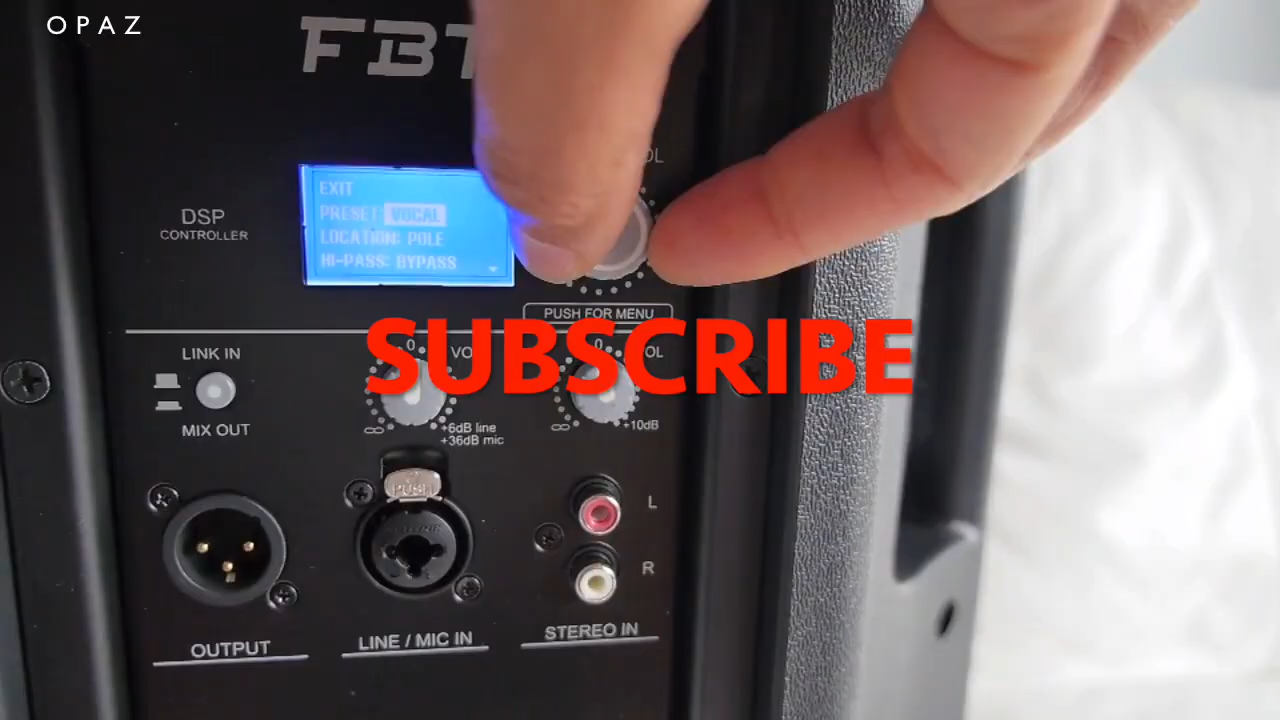 OPAZ
FBT
EXIT
PRESET: VOCAL
LOCATION: POLE
HI-PASS: BYPASS
DSP
CONTROLLER
PUSH FOR MENU
SUBSCRIBE
LINK IN
MIX OUT
0
∞
+6dB line
+36dB mic
0
∞
+10dB
PUSH
L
R
OUTPUT
LINE / MIC IN
STEREO IN